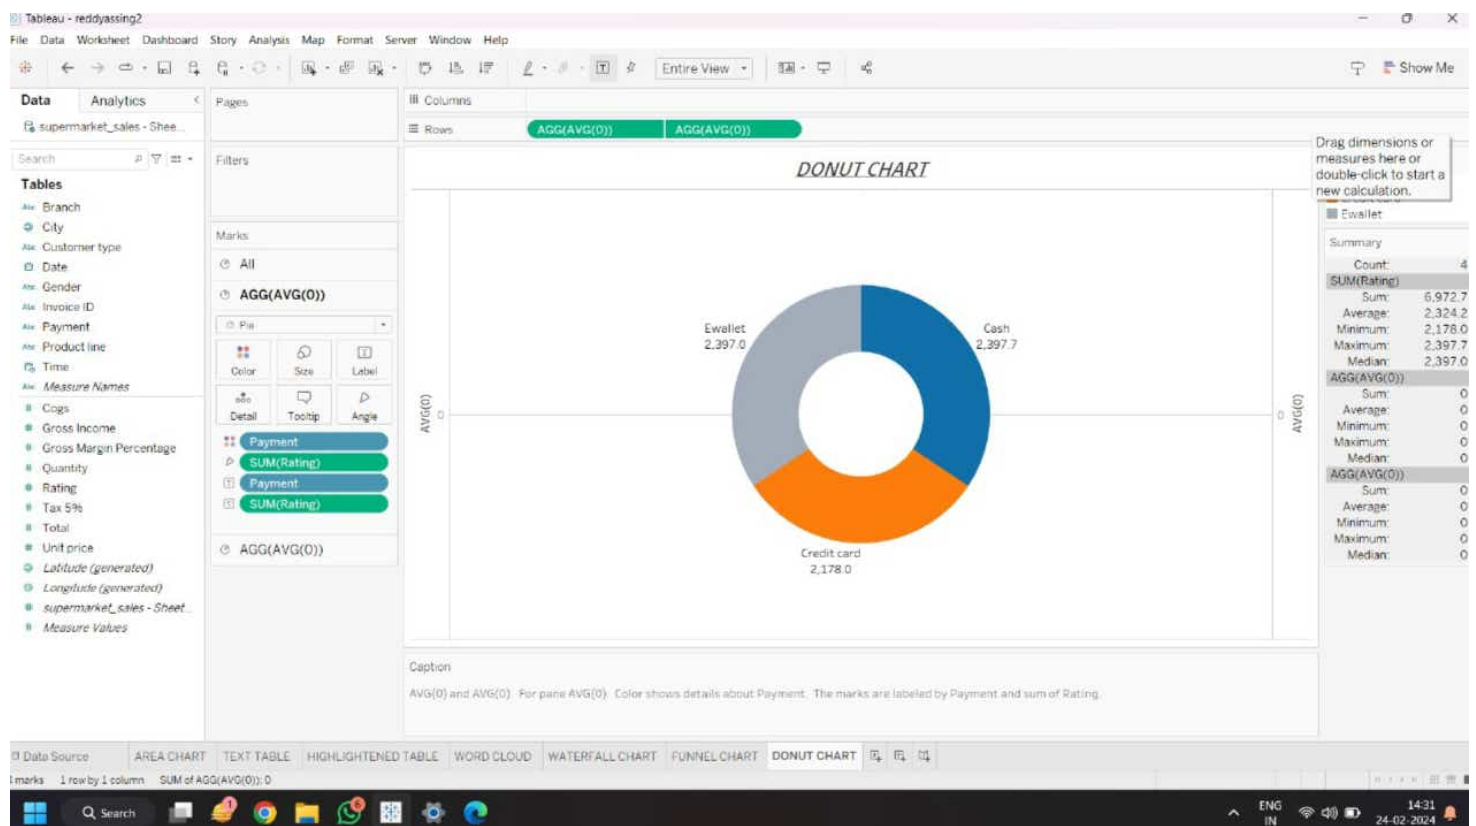 Tableau - reddyassing2
File Data Worksheet Dashboard Story Analysis Map Format Server Window Help
Entire View
Show Me
Data Analytics
supermarket_sales - Shee...
Search
Tables
Abc Branch
City
Abc Customer type
Date
Abc Gender
Abc Invoice ID
Abc Payment
Abc Product line
Time
Abc Measure Names
# Cogs
# Gross Income
# Gross Margin Percentage
# Quantity
# Rating
# Tax 5%
# Total
# Unit price
Latitude (generated)
Longitude (generated)
# supermarket_sales - Sheet...
# Measure Values
Pages
Filters
Marks
All
AGG(AVG(0))
Pie
Color Size Label
Detail Tooltip Angle
Payment
SUM(Rating)
Payment
SUM(Rating)
AGG(AVG(0))
Columns
Rows AGG(AVG(0)) AGG(AVG(0))
DONUT CHART
Ewallet
2,397.0
Cash
2,397.7
Credit card
2,178.0
AVG(0)
0
0
AVG(0)
Caption
AVG(0) and AVG(0). For pane AVG(0): Color shows details about Payment. The marks are labeled by Payment and sum of Rating.
Drag dimensions or
measures here or
double-click to start a
new calculation.
Ewallet
Summary
Count: 4
SUM(Rating)
Sum: 6,972.7
Average: 2,324.2
Minimum: 2,178.0
Maximum: 2,397.7
Median: 2,397.0
AGG(AVG(0))
Sum: 0
Average: 0
Minimum: 0
Maximum: 0
Median: 0
AGG(AVG(0))
Sum: 0
Average: 0
Minimum: 0
Maximum: 0
Median: 0
Data Source AREA CHART TEXT TABLE HIGHLIGHTENED TABLE WORD CLOUD WATERFALL CHART FUNNEL CHART DONUT CHART
marks 1 row by 1 column SUM of AGG(AVG(0)): 0
Search
1
6
ENG
IN
14:31
24-02-2024